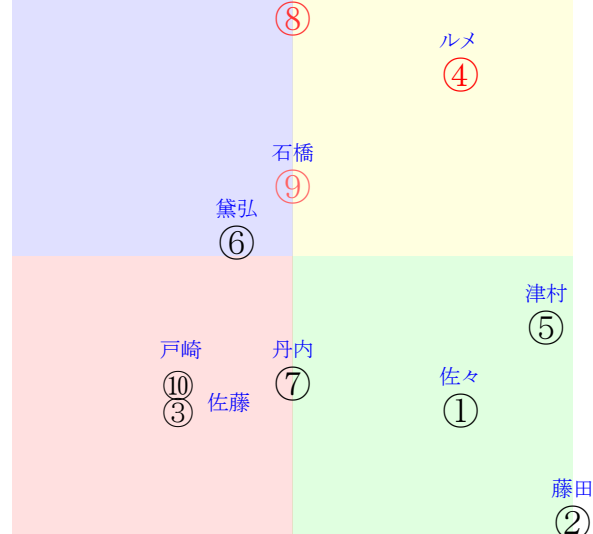 ⑧
ルメ
④
石橋
⑨
黛弘
⑥
津村
⑤
戸崎
⑩
丹内
⑦
佐々
①
③ 佐藤
藤田
②